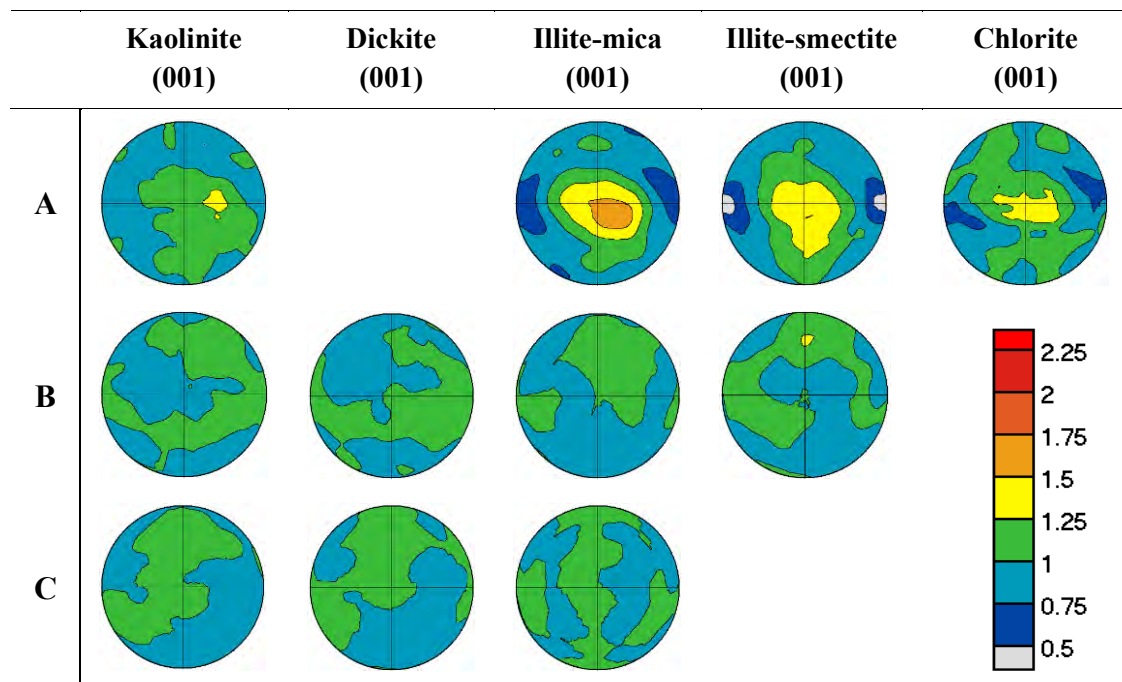 Kaolinite Dickite Illite-mica Illite-smectite Chlorite
(001) (001) (001) (001) (001)
A
B
C
2.25
2
1.75
1.5
1.25
1
0.75
0.5